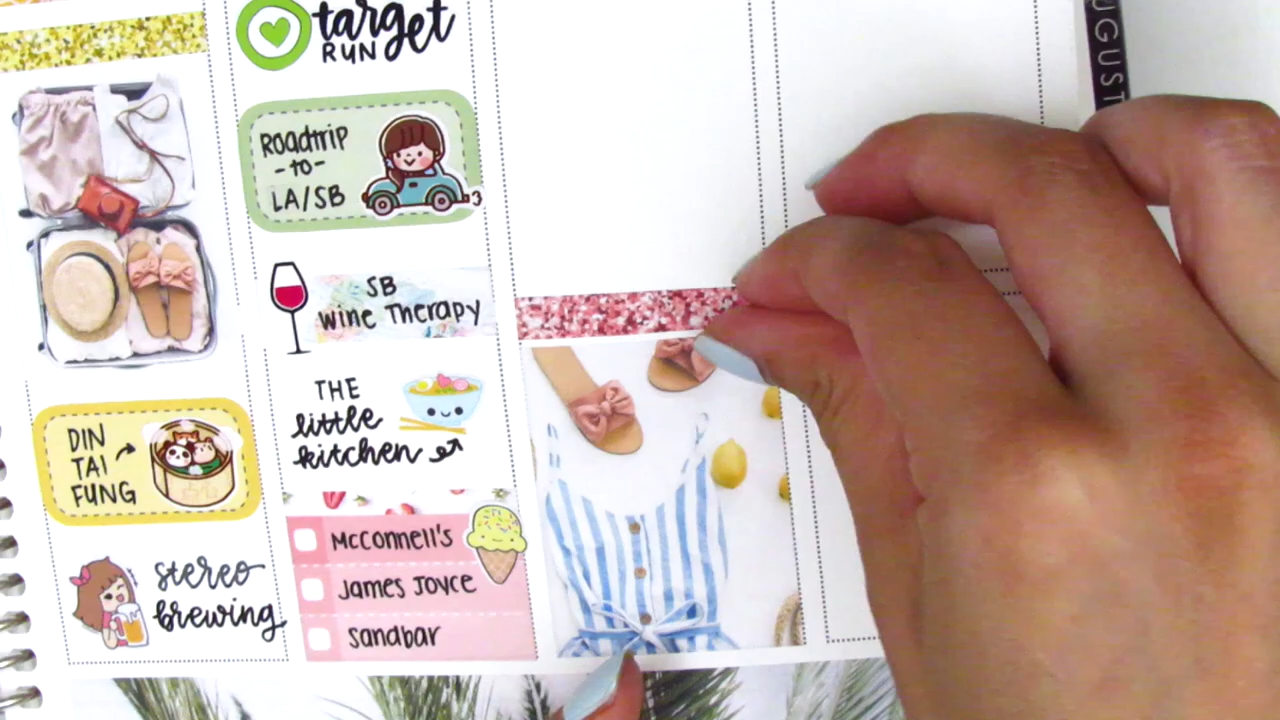 target
RUN
Roadtrip
-to-
LA/SB
SB
Wine Therapy
THE
little
kitchen
DIN
TAI
FUNG
stereo
brewing
McConnell's
James Joyce
sandbar
UGUST